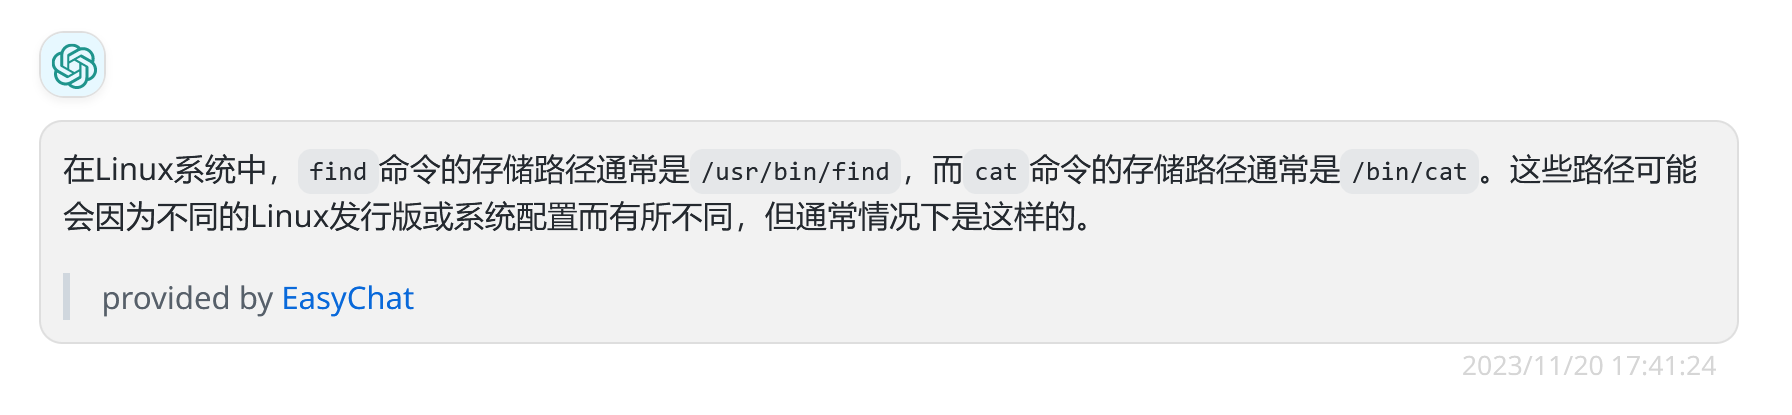 在Linux系统中，find命令的存储路径通常是/usr/bin/find，而cat命令的存储路径通常是/bin/cat。这些路径可能
会因为不同的Linux发行版或系统配置而有所不同，但通常情况下是这样的。
provided by EasyChat
2023/11/20 17:41:24